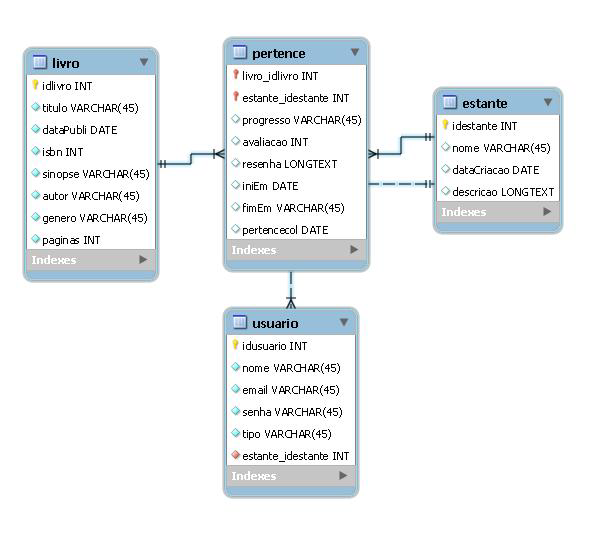 livro
idlivro INT
titulo VARCHAR(45)
dataPubli DATE
isbn INT
sinopse VARCHAR(45)
autor VARCHAR(45)
genero VARCHAR(45)
paginas INT
Indexes
pertence
livro_idlivro INT
estante_idestante INT
progresso VARCHAR(45)
avaliacao INT
resenha LONGTEXT
iniEm DATE
fimEm VARCHAR(45)
pertencecol DATE
Indexes
estante
idestante INT
nome VARCHAR(45)
dataCriacao DATE
descricao LONGTEXT
Indexes
usuario
idusuario INT
nome VARCHAR(45)
email VARCHAR(45)
senha VARCHAR(45)
tipo VARCHAR(45)
estante_idestante INT
Indexes